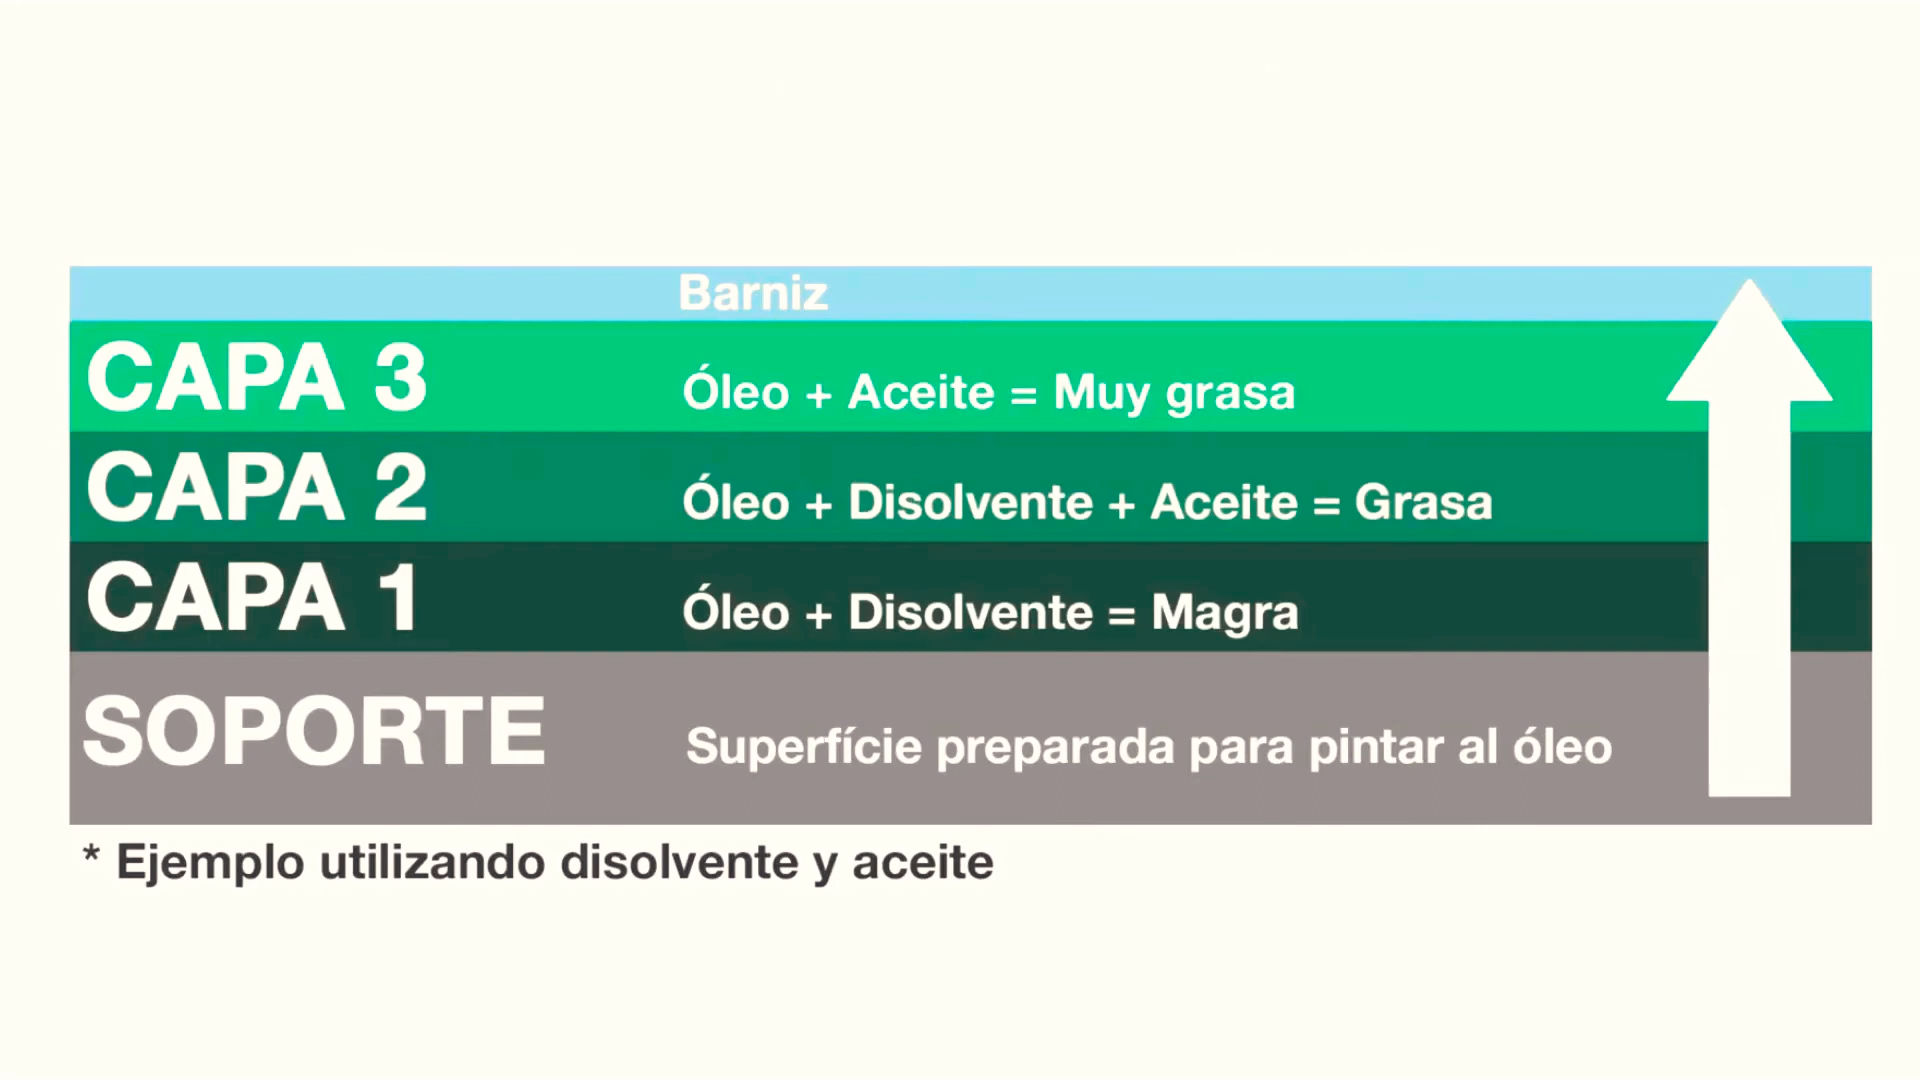 Barniz
CAPA 3 Óleo + Aceite = Muy grasa
CAPA 2 Óleo + Disolvente + Aceite = Grasa
CAPA 1 Óleo + Disolvente = Magra
SOPORTE Superfície preparada para pintar al óleo
* Ejemplo utilizando disolvente y aceite